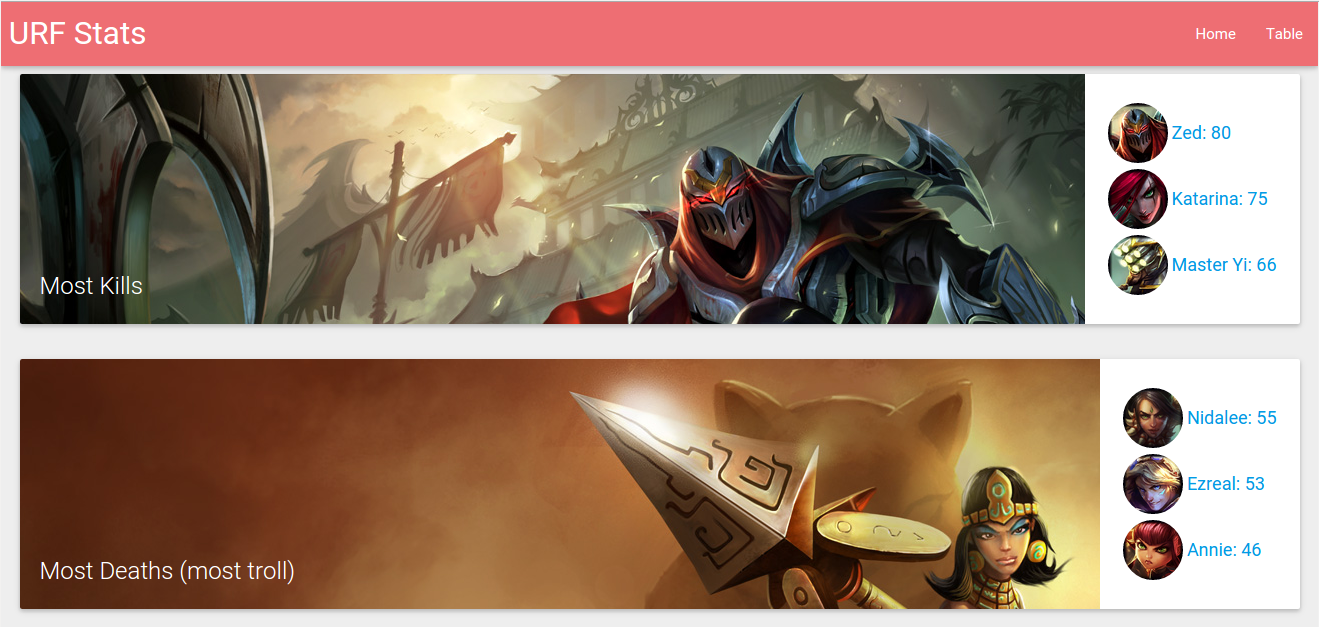 URF Stats
Home
Table
Zed: 80
Katarina: 75
Master Yi: 66
Most Kills
Nidalee: 55
Ezreal: 53
Annie: 46
Most Deaths (most troll)